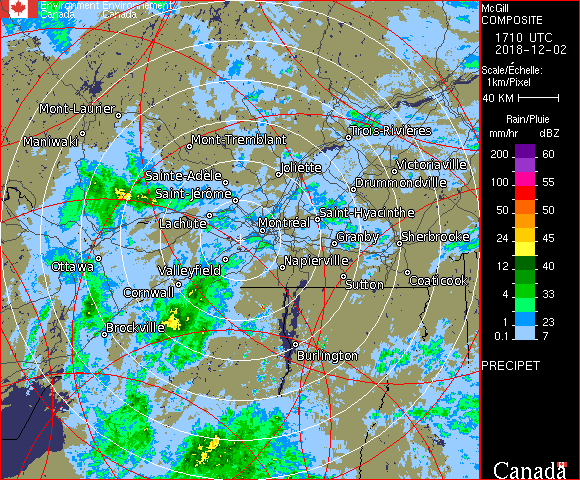 Environment Environnement
Canada Canada
McGill
COMPOSITE
1710 UTC
2018-12-02
Scale/Échelle:
1km/Pixel
40 KM
Rain/Pluie
mm/hr dBZ
200 60
100 55
50 50
24 45
12 40
4 33
1 23
0.1 7
PRECIPET
Canada
Mont-Laurier
Maniwaki
Mont-Tremblant
Trois-Rivières
Joliette
Victoriaville
Sainte-Adèle
Drummondville
Saint-Jérôme
Saint-Hyacinthe
Lachute
Montréal
Granby
Sherbrooke
Ottawa
Valleyfield
Napierville
Sutton
Coaticook
Cornwall
Brockville
Burlington